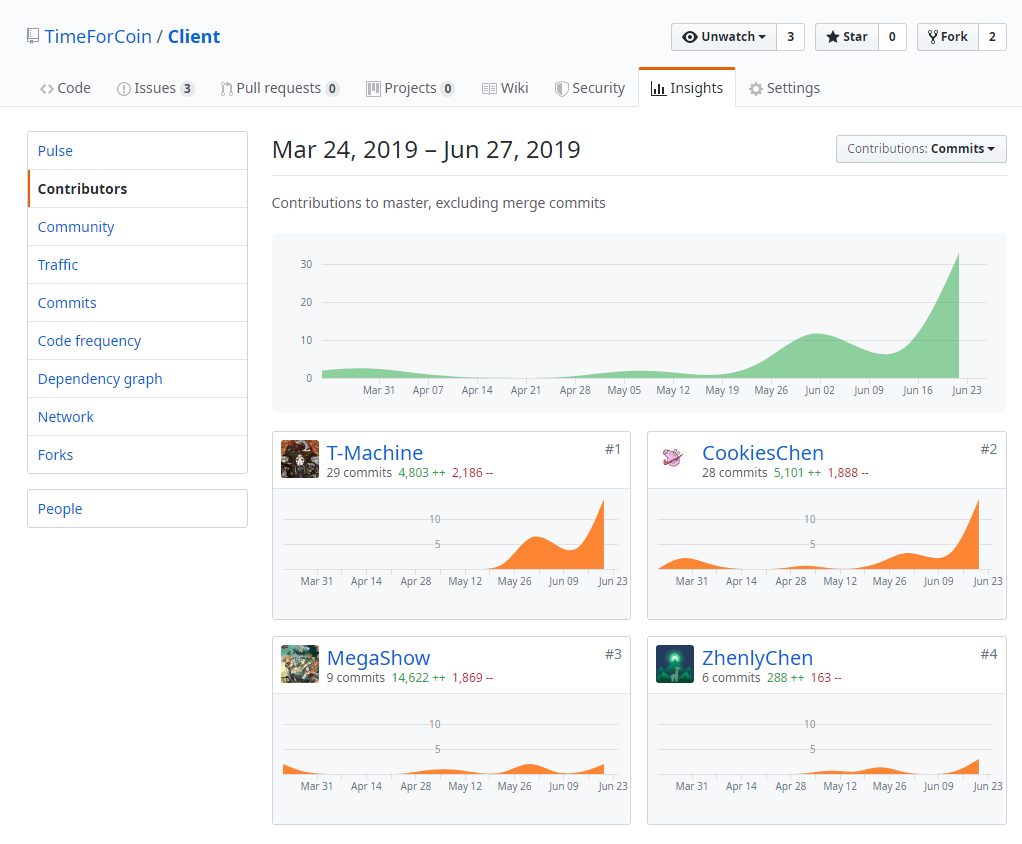 TimeForCoin / Client
Unwatch 3 Star 0 Fork 2
Code Issues 3 Pull requests 0 Projects 0 Wiki Security Insights Settings
Pulse
Contributors
Community
Traffic
Commits
Code frequency
Dependency graph
Network
Forks
People
Mar 24, 2019 – Jun 27, 2019
Contributions: Commits
Contributions to master, excluding merge commits
30
20
10
0
Mar 31 Apr 07 Apr 14 Apr 21 Apr 28 May 05 May 12 May 19 May 26 Jun 02 Jun 09 Jun 16 Jun 23
T-Machine #1
29 commits 4,803 ++ 2,186 --
10
5
Mar 31 Apr 14 Apr 28 May 12 May 26 Jun 09 Jun 23
CookiesChen #2
28 commits 5,101 ++ 1,888 --
10
5
Mar 31 Apr 14 Apr 28 May 12 May 26 Jun 09 Jun 23
MegaShow #3
9 commits 14,622 ++ 1,869 --
10
5
Mar 31 Apr 14 Apr 28 May 12 May 26 Jun 09 Jun 23
ZhenlyChen #4
6 commits 288 ++ 163 --
10
5
Mar 31 Apr 14 Apr 28 May 12 May 26 Jun 09 Jun 23